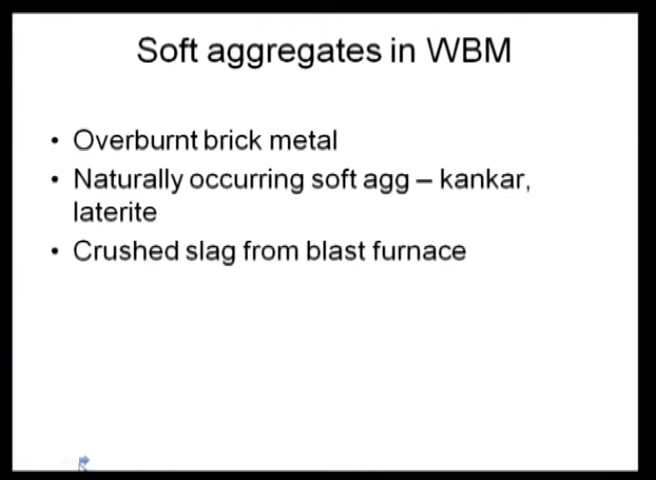 Soft aggregates in WBM
• Overburnt brick metal
• Naturally occurring soft agg – kankar,
laterite
• Crushed slag from blast furnace